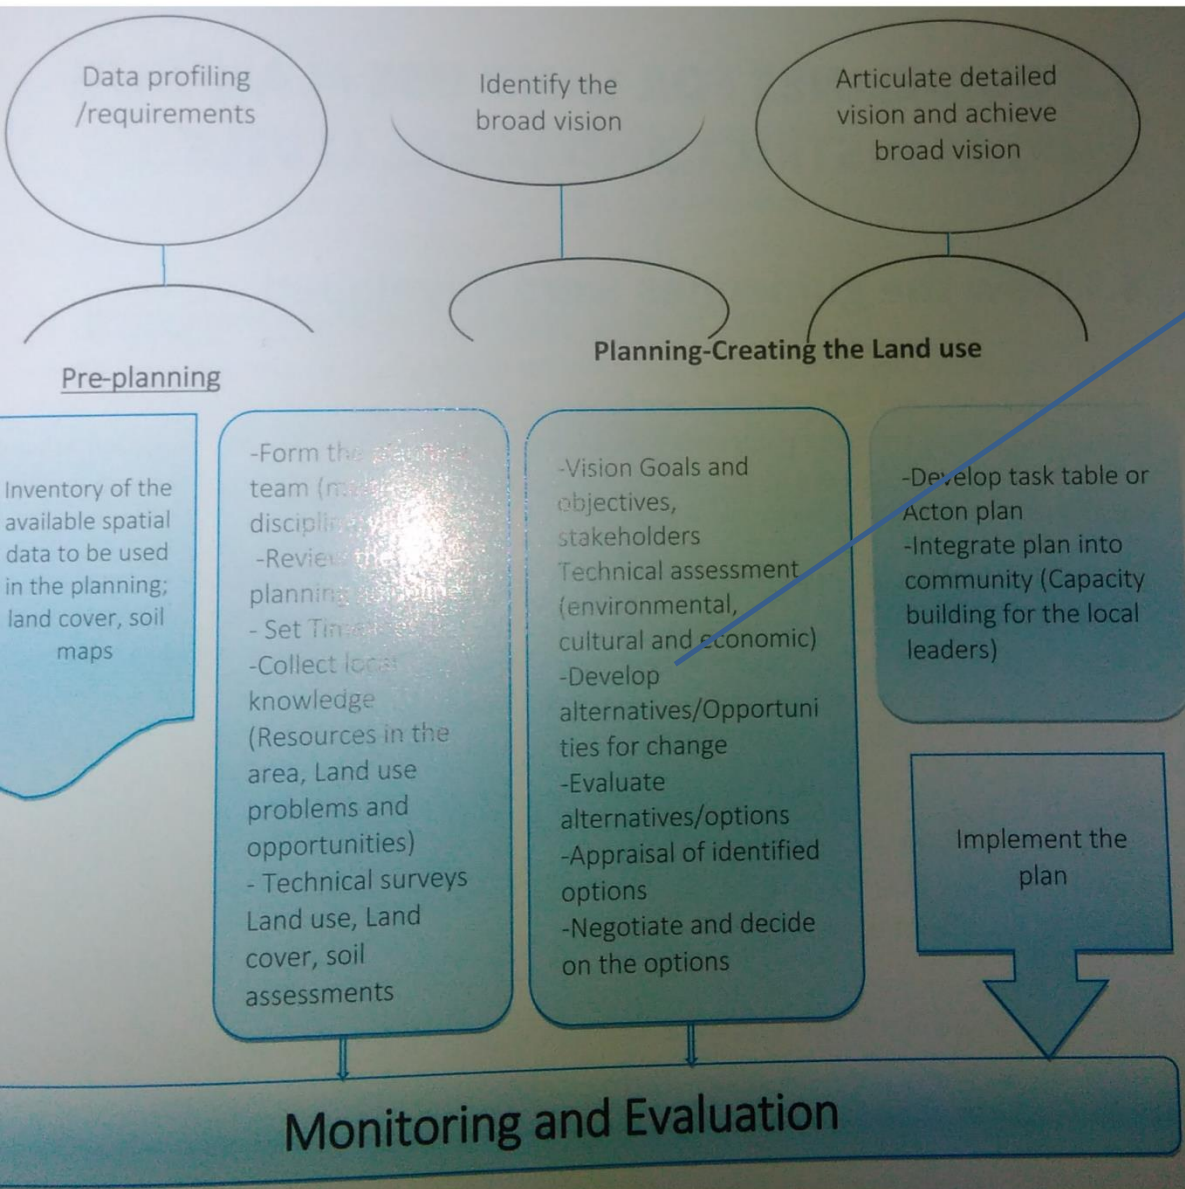 Data profiling
/requirements
Identify the
broad vision
Articulate detailed
vision and achieve
broad vision
Pre-planning
Planning-Creating the Land use
Inventory of the
available spatial
data to be used
in the planning;
land cover, soil
maps
-Form the
team
-
planning
- Set
-Collect local
knowledge
(Resources in the
area, Land use
problems and
opportunities)
- Technical surveys
Land use, Land
cover, soil
assessments
-Vision Goals and
objectives,
stakeholders
Technical assessment
(environmental,
cultural and economic)
-Develop
alternatives/Opportuni
ties for change
-Evaluate
alternatives/options
-Appraisal of identified
options
-Negotiate and decide
on the options
-Develop task table or
Acton plan
-Integrate plan into
community (Capacity
building for the local
leaders)
Implement the
plan
Monitoring and Evaluation